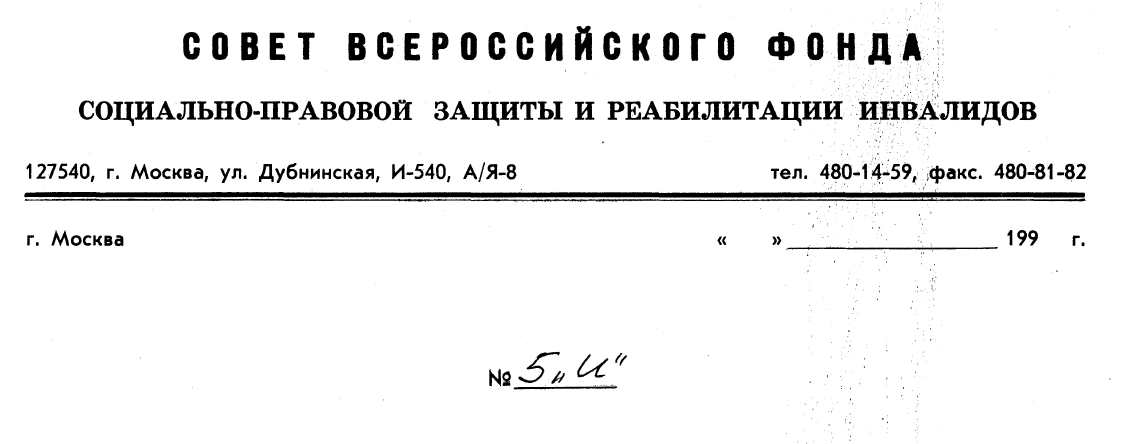 СОВЕТ ВСЕРОССИЙСКОГО ФОНДА
СОЦИАЛЬНО-ПРАВОВОЙ ЗАЩИТЫ И РЕАБИЛИТАЦИИ ИНВАЛИДОВ
127540, г. Москва, ул. Дубнинская, И-540, А/Я-8 тел. 480-14-59, факс. 480-81-82
г. Москва « » ____________ 199 г.
№ 5 „И“